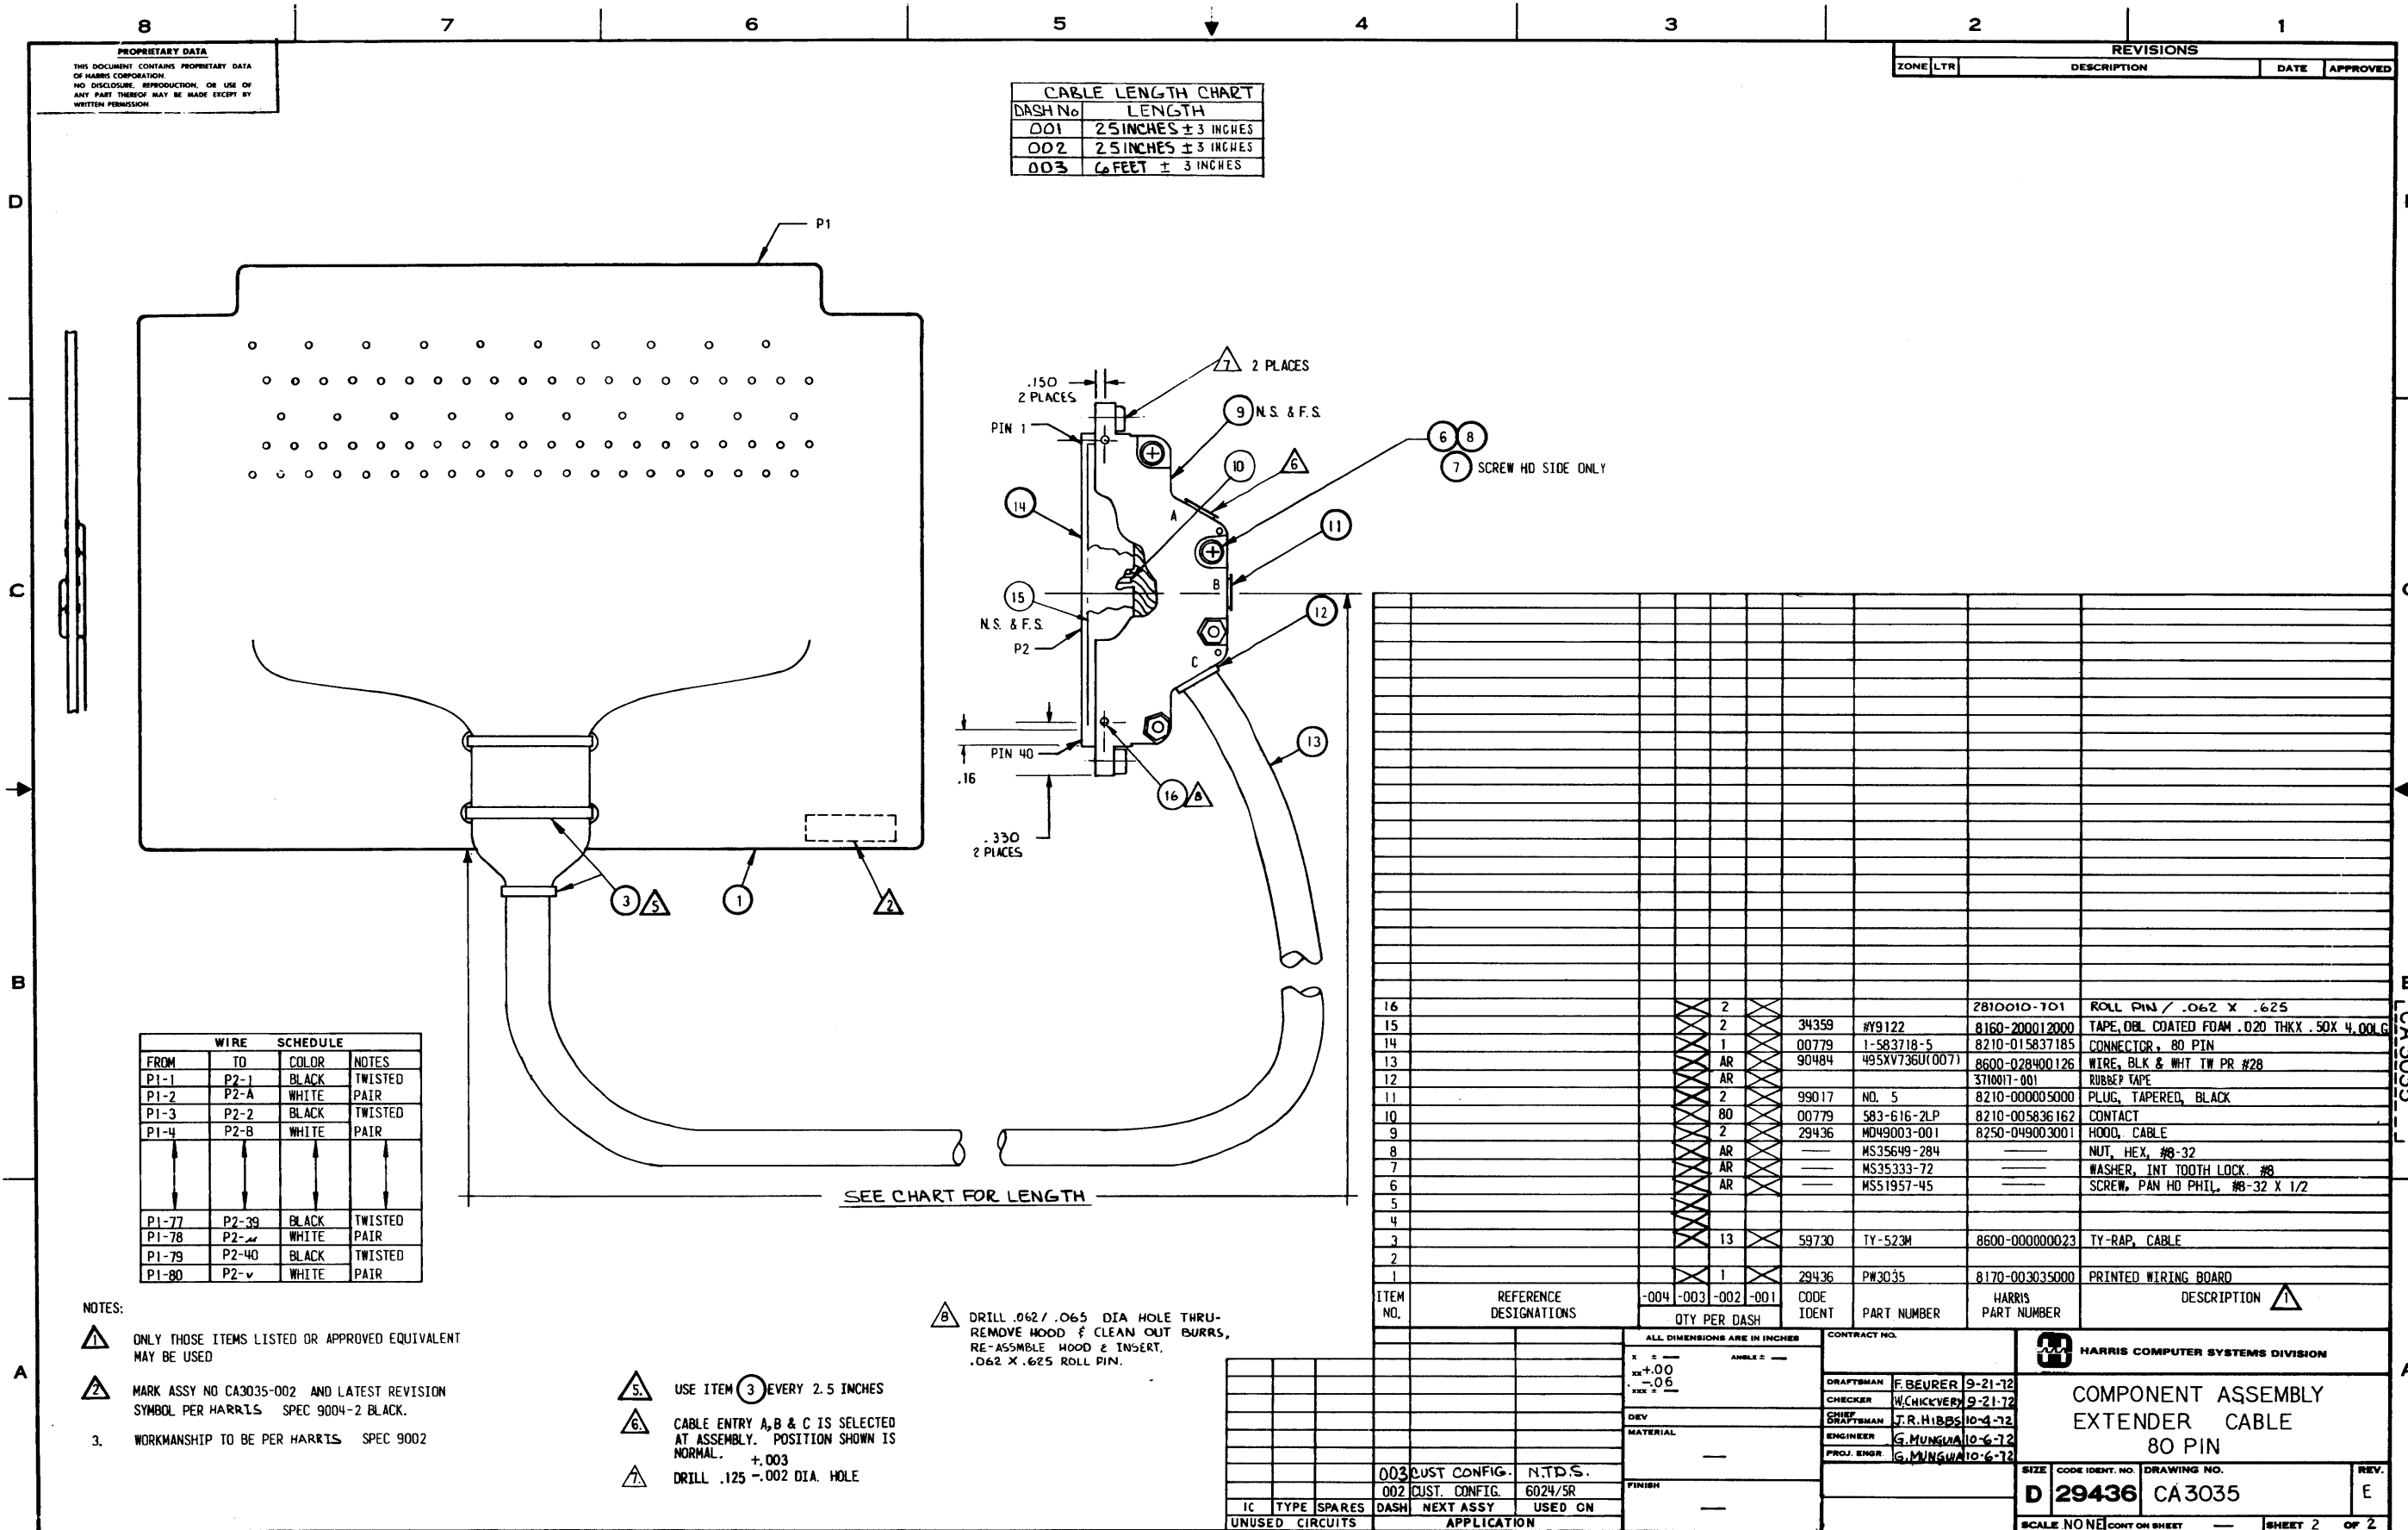 8 7 6 5 4 3 2 1
PROPRIETARY DATA
THIS DOCUMENT CONTAINS PROPRIETARY DATA
OF HARRIS CORPORATION.
NO DISCLOSURE, REPRODUCTION, OR USE OF
ANY PART THEREOF MAY BE MADE EXCEPT BY
WRITTEN PERMISSION
REVISIONS
ZONE LTR DESCRIPTION DATE APPROVED
CABLE LENGTH CHART
DASH No LENGTH
001 25 INCHES ± 3 INCHES
002 25 INCHES ± 3 INCHES
003 6 FEET ± 3 INCHES
D
C
B
A
P1
7 2 PLACES
.150
2 PLACES
9 N.S. & F.S.
PIN 1
6 8
7 SCREW HD SIDE ONLY
10 6
14
A
11
B
15
N.S. & F.S.
12
P2
C
PIN 40
.16
13
16 8
.330
2 PLACES
3 5
1
2
SEE CHART FOR LENGTH
WIRE SCHEDULE
FROM TO COLOR NOTES
P1-1 P2-1 BLACK TWISTED
P1-2 P2-A WHITE PAIR
P1-3 P2-2 BLACK TWISTED
P1-4 P2-B WHITE PAIR
P1-77 P2-39 BLACK TWISTED
P1-78 P2-u WHITE PAIR
P1-79 P2-40 BLACK TWISTED
P1-80 P2-v WHITE PAIR
16 2 2810010-701 ROLL PIN / .062 X .625
15 2 34359 #Y9122 8160-200012000 TAPE, DBL COATED FOAM .020 THKX .50X 4.00LG
14 1 00779 1-583718-5 8210-015837185 CONNECTOR, 80 PIN
13 AR 90484 495XV736U(007) 8600-028400126 WIRE, BLK & WHT TW PR #28
12 AR 3710017-001 RUBBER TAPE
11 2 99017 NO. 5 8210-000005000 PLUG, TAPERED, BLACK
10 80 00779 583-616-2LP 8210-005836162 CONTACT
9 2 29436 MD49003-001 8250-049003001 HOOD, CABLE
8 AR — MS35649-284 — NUT, HEX, #8-32
7 AR — MS35333-72 — WASHER, INT TOOTH LOCK. #8
6 AR — MS51957-45 — SCREW, PAN HD PHIL, #8-32 X 1/2
5
4
3 13 59730 TY-523M 8600-000000023 TY-RAP, CABLE
2
1 1 29436 PW3035 8170-003035000 PRINTED WIRING BOARD
ITEM NO. REFERENCE DESIGNATIONS -004 -003 -002 -001 QTY PER DASH CODE IDENT PART NUMBER HARRIS PART NUMBER DESCRIPTION 1
CA3035
NOTES:
1 ONLY THOSE ITEMS LISTED OR APPROVED EQUIVALENT
MAY BE USED
2 MARK ASSY NO CA3035-002 AND LATEST REVISION
SYMBOL PER HARRIS SPEC 9004-2 BLACK.
3. WORKMANSHIP TO BE PER HARRIS SPEC 9002
5. USE ITEM 3 EVERY 2.5 INCHES
6. CABLE ENTRY A,B & C IS SELECTED
AT ASSEMBLY. POSITION SHOWN IS
NORMAL.
7. DRILL .125 +.003 -.002 DIA. HOLE
8 DRILL .062/.065 DIA HOLE THRU-
REMOVE HOOD & CLEAN OUT BURRS,
RE-ASSMBLE HOOD & INSERT,
.062 X .625 ROLL PIN.
003 CUST CONFIG. N.T.D.S.
002 CUST. CONFIG. 6024/5R
IC TYPE SPARES DASH NEXT ASSY USED ON
UNUSED CIRCUITS APPLICATION
ALL DIMENSIONS ARE IN INCHES
X ± — ANGLE ± —
.XX +.00 -.06
XXX ± —
DEV
MATERIAL
—
FINISH
—
CONTRACT NO.
DRAFTSMAN F. BEURER 9-21-72
CHECKER W. CHICKVERY 9-21-72
CHIEF DRAFTSMAN J.R. HIBBS 10-4-72
ENGINEER G. MUNGUIA 10-6-72
PROJ. ENGR. G. MUNGUIA 10-6-72
HARRIS COMPUTER SYSTEMS DIVISION
COMPONENT ASSEMBLY
EXTENDER CABLE
80 PIN
SIZE CODE IDENT. NO. DRAWING NO. REV.
D 29436 CA3035 E
SCALE NONE CONT ON SHEET — SHEET 2 OF 2